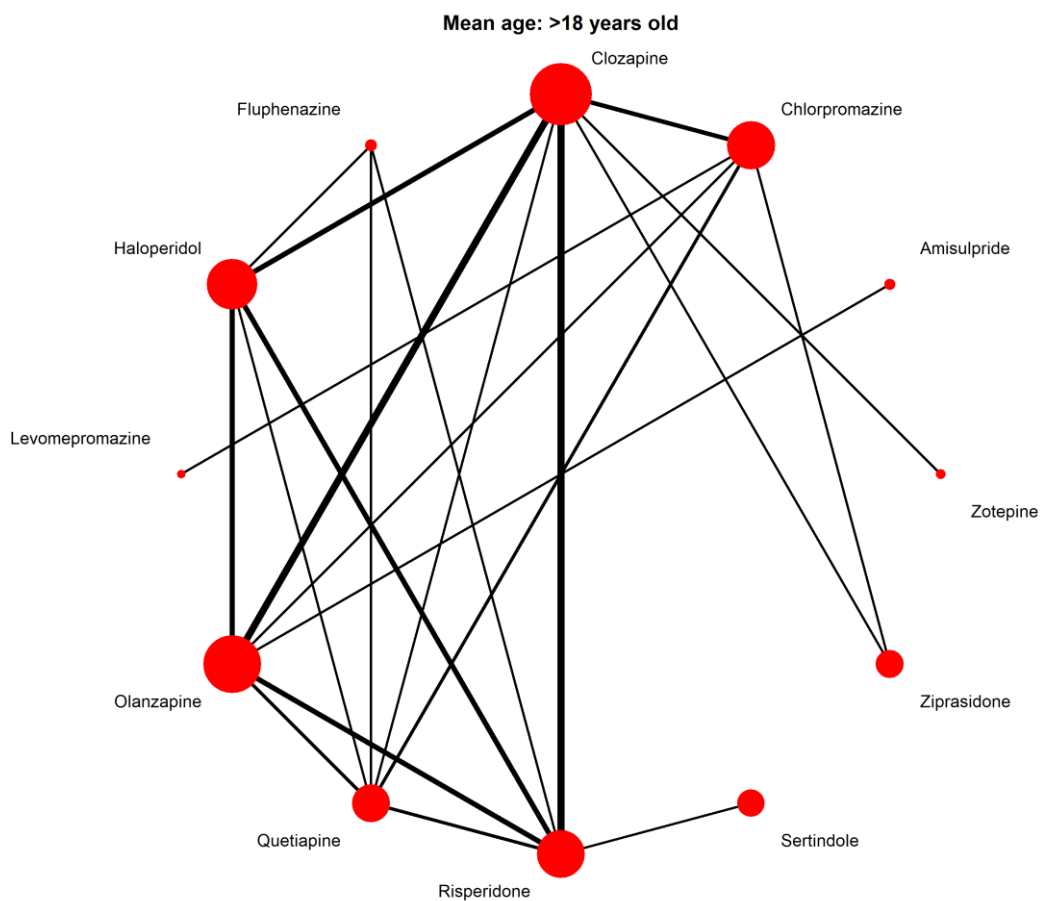 Mean age: >18 years old
Clozapine
Fluphenazine
Chlorpromazine
Haloperidol
Amisulpride
Levomepromazine
Zotepine
Olanzapine
Ziprasidone
Quetiapine
Sertindole
Risperidone